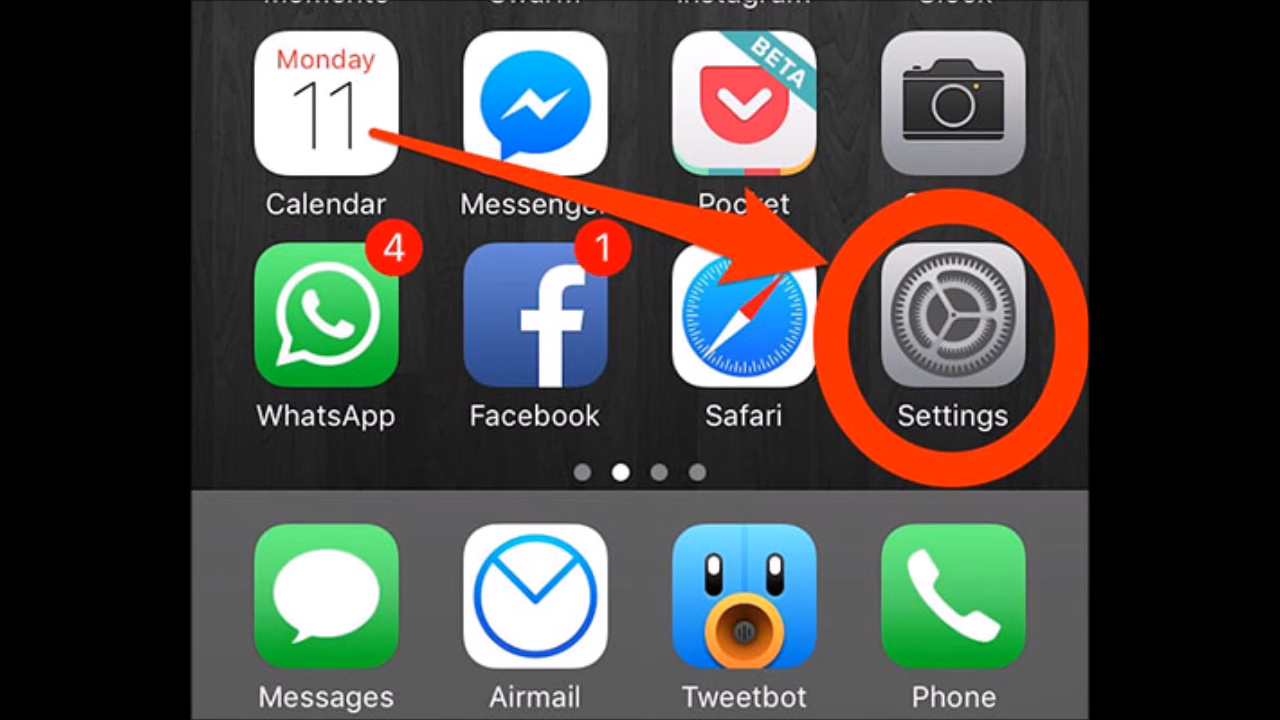 Monday
11
BETA
Calendar
Messenger
Pocket
4
1
WhatsApp
Facebook
Safari
Settings
Messages
Airmail
Tweetbot
Phone